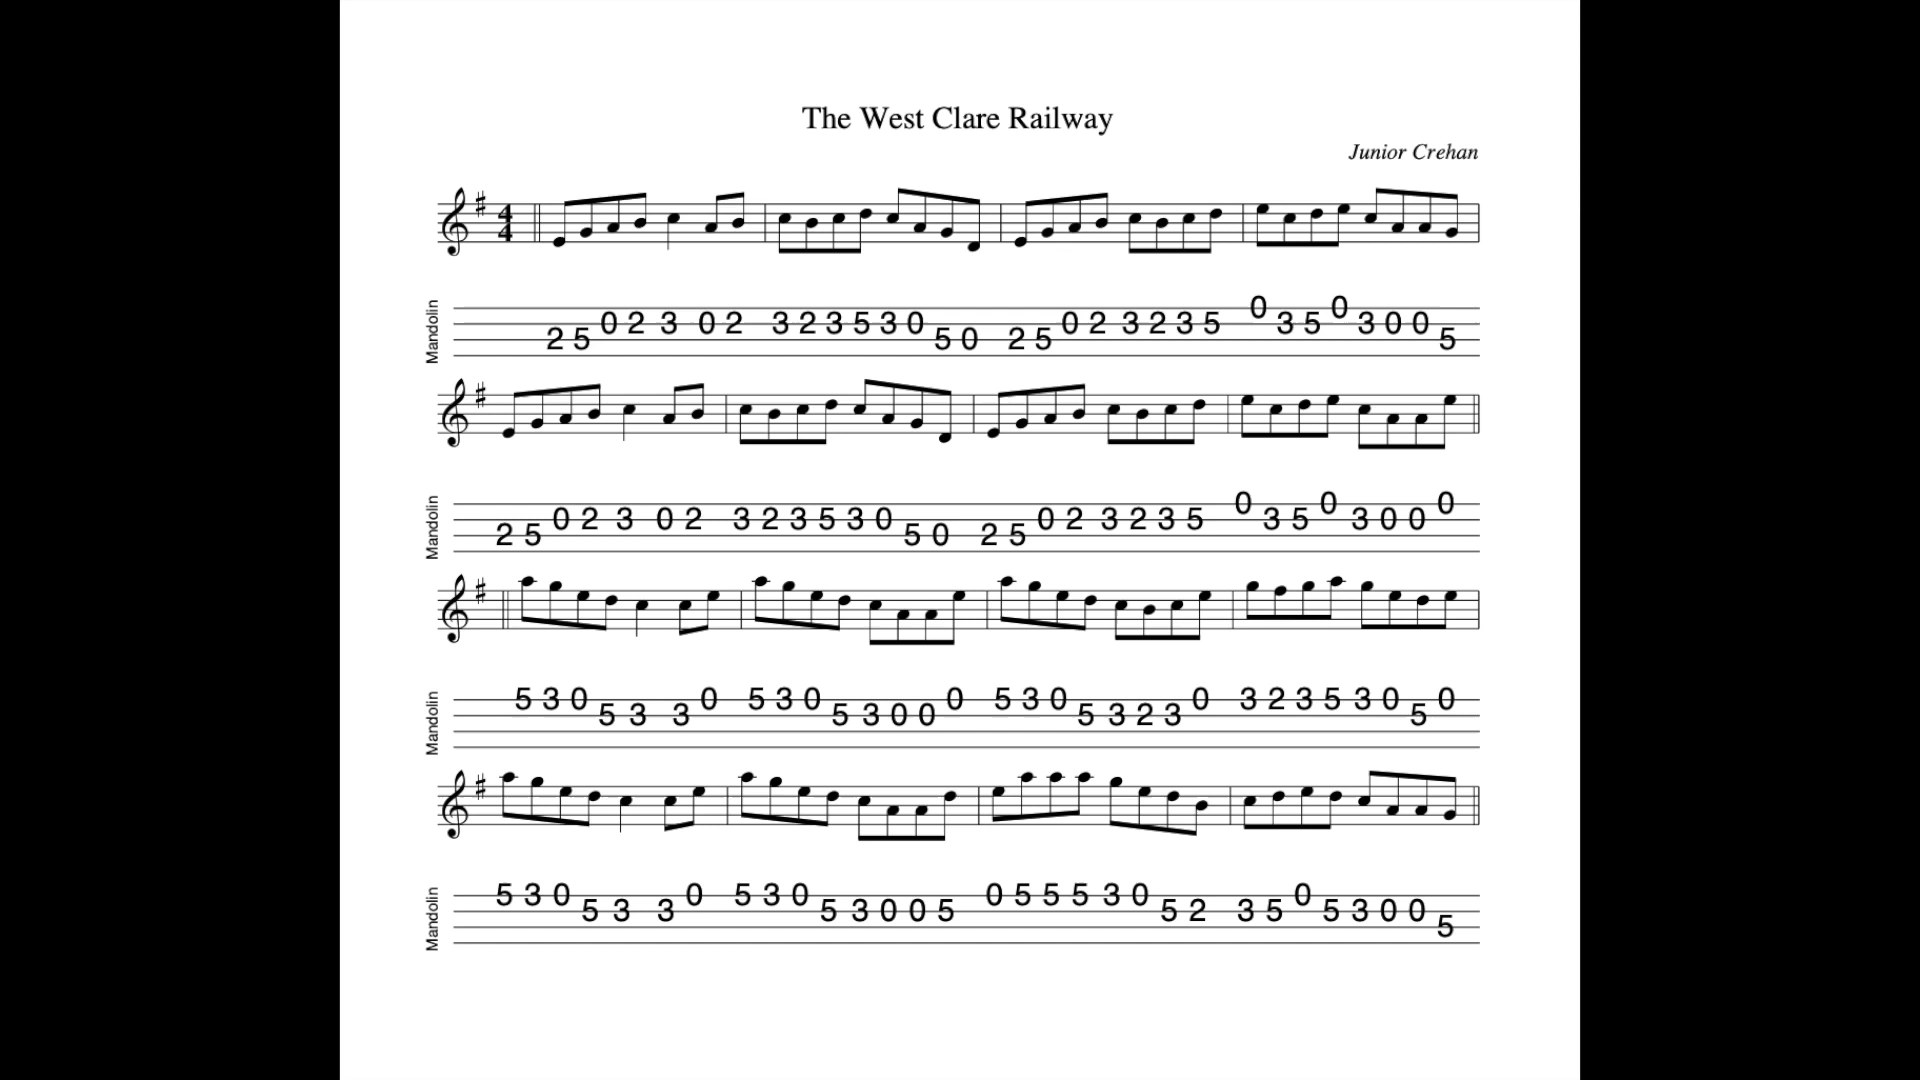 The West Clare Railway
Junior Crehan
4
4
Mandolin
2 5 0 2 3 0 2 3 2 3 5 3 0 5 0 2 5 0 2 3 2 3 5 0 3 5 0 3 0 0 5
Mandolin
2 5 0 2 3 0 2 3 2 3 5 3 0 5 0 2 5 0 2 3 2 3 5 0 3 5 0 3 0 0 0
Mandolin
5 3 0 5 3 3 0 5 3 0 5 3 0 0 0 5 3 0 5 3 2 3 0 3 2 3 5 3 0 5 0
Mandolin
5 3 0 5 3 3 0 5 3 0 5 3 0 0 5 0 5 5 5 3 0 5 2 3 5 0 5 3 0 0 5